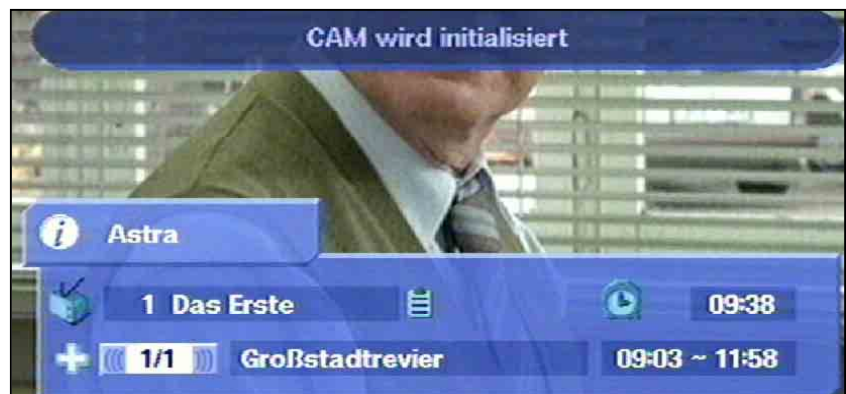 CAM wird initialisiert
Astra
1 Das Erste
09:38
1/1 Großstadtrevier 09:03 ~ 11:58